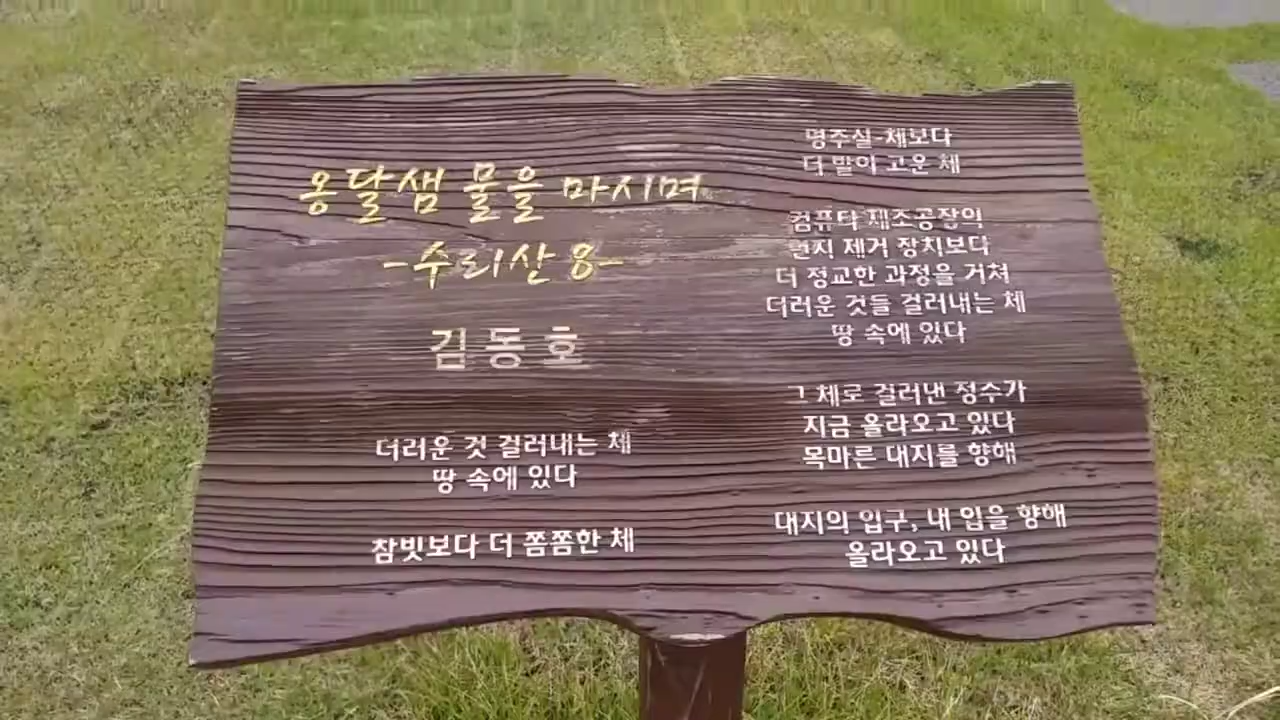 옹달샘 물을 마시며
-수리산 8-
김동호
더러운 것 걸러내는 체
땅 속에 있다
참빗보다 더 쫌쫌한 체
명주실-체보다
더 발이 고운 체
컴퓨타 제조공장의
먼지 제거 장치보다
더 정교한 과정을 거쳐
더러운 것들 걸러내는 체
땅 속에 있다
그 체로 걸러낸 정수가
지금 올라오고 있다
목마른 대지를 향해
대지의 입구, 내 입을 향해
올라오고 있다